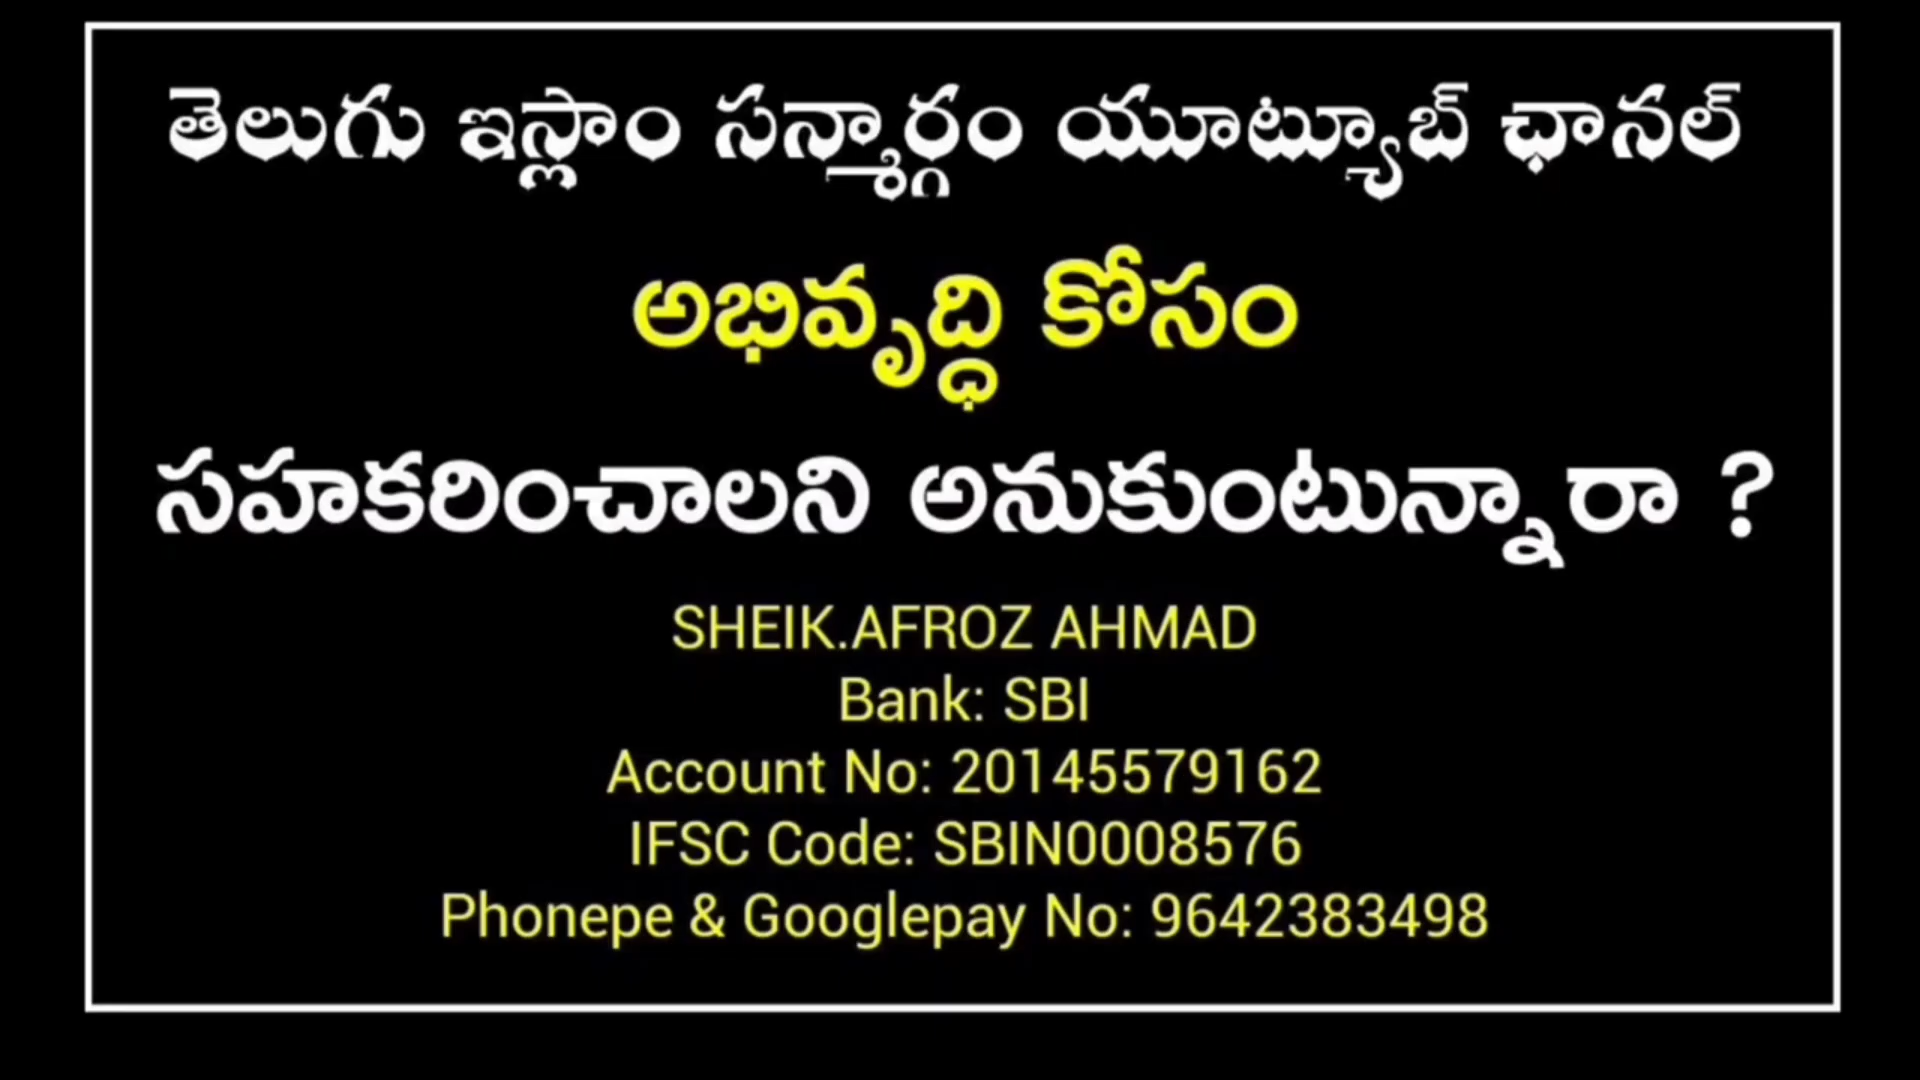 తెలుగు ఇస్లాం సన్మార్గం యూట్యూబ్ ఛానల్
అభివృద్ధి కోసం
సహకరించాలని అనుకుంటున్నారా ?
SHEIK.AFROZ AHMAD
Bank: SBI
Account No: 20145579162
IFSC Code: SBIN0008576
Phonepe & Googlepay No: 9642383498